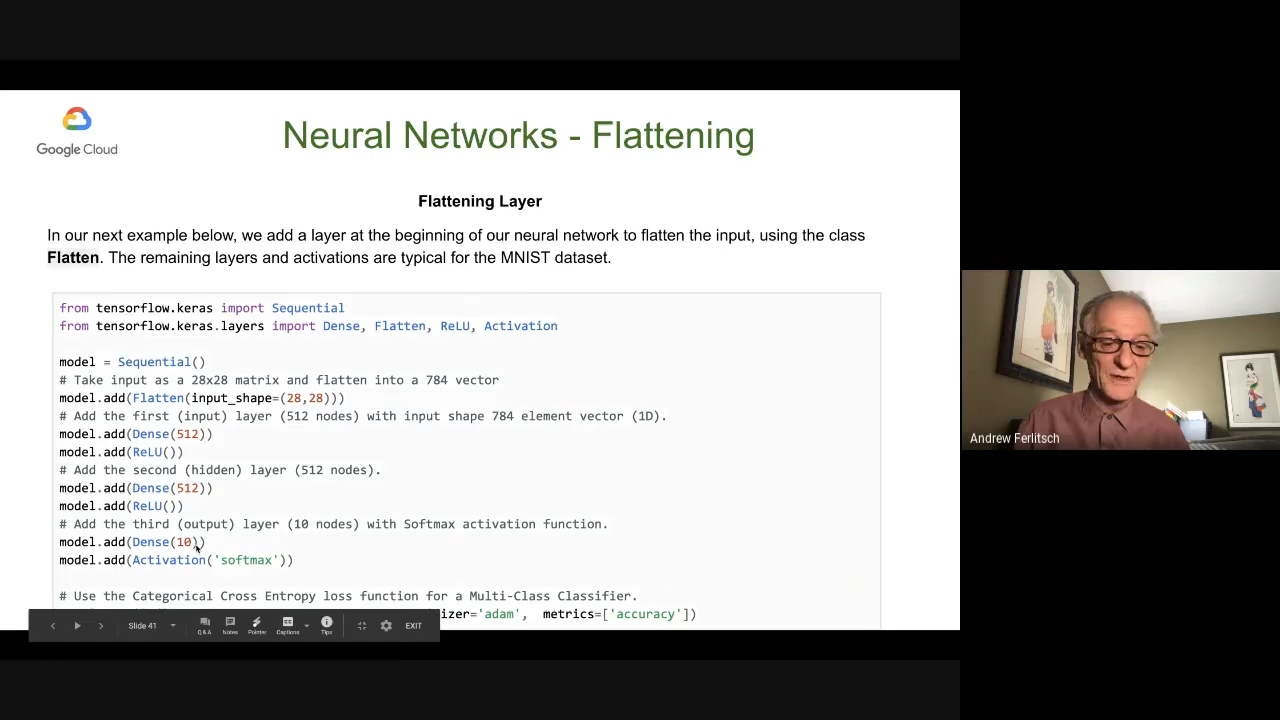 Google Cloud
Neural Networks - Flattening
Flattening Layer
In our next example below, we add a layer at the beginning of our neural network to flatten the input, using the class
Flatten. The remaining layers and activations are typical for the MNIST dataset.
from tensorflow.keras import Sequential
from tensorflow.keras.layers import Dense, Flatten, ReLU, Activation
model = Sequential()
# Take input as a 28x28 matrix and flatten into a 784 vector
model.add(Flatten(input_shape=(28,28)))
# Add the first (input) layer (512 nodes) with input shape 784 element vector (1D).
model.add(Dense(512))
model.add(ReLU())
# Add the second (hidden) layer (512 nodes).
model.add(Dense(512))
model.add(ReLU())
# Add the third (output) layer (10 nodes) with Softmax activation function.
model.add(Dense(10))
model.add(Activation('softmax'))
# Use the Categorical Cross Entropy loss function for a Multi-Class Classifier.
izer='adam', metrics=['accuracy'])
Slide 41
Q & A
Notes
Pointer
Captions
Tips
EXIT
Andrew Ferlitsch